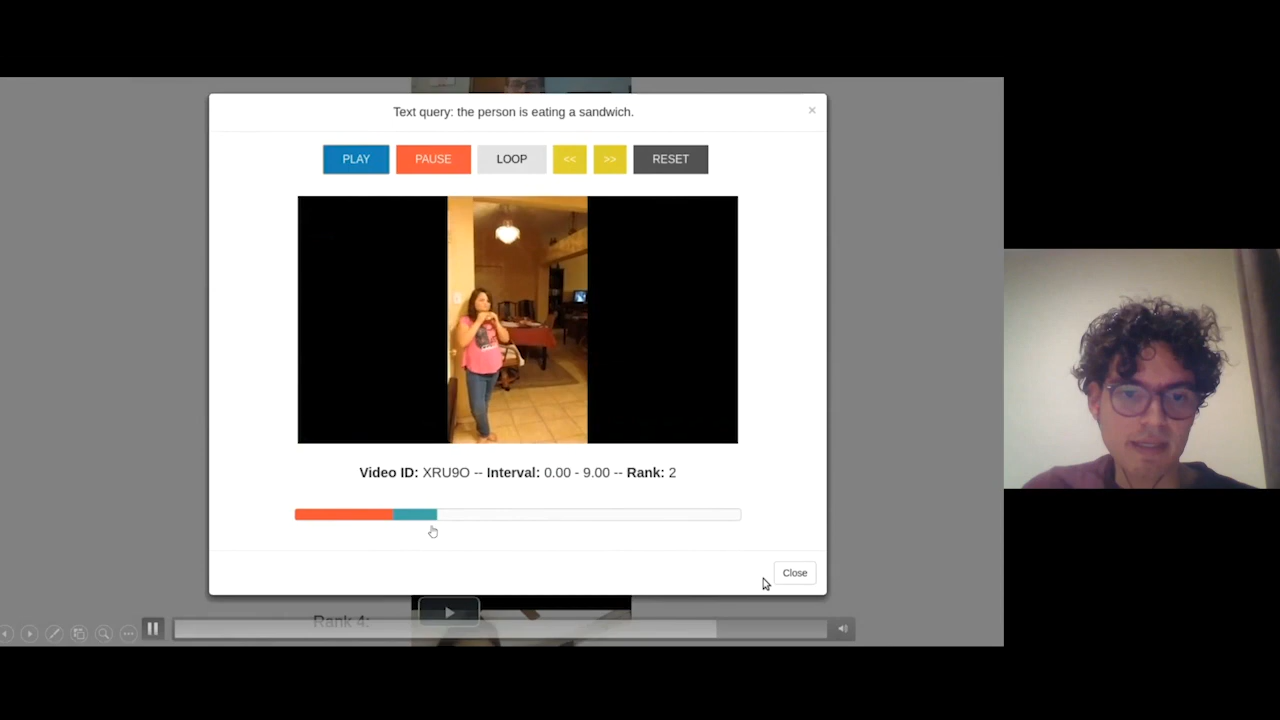 Text query: the person is eating a sandwich.
×
PLAY PAUSE LOOP << >> RESET
Video ID: XRU9O -- Interval: 0.00 - 9.00 -- Rank: 2
Close
Rank 4: